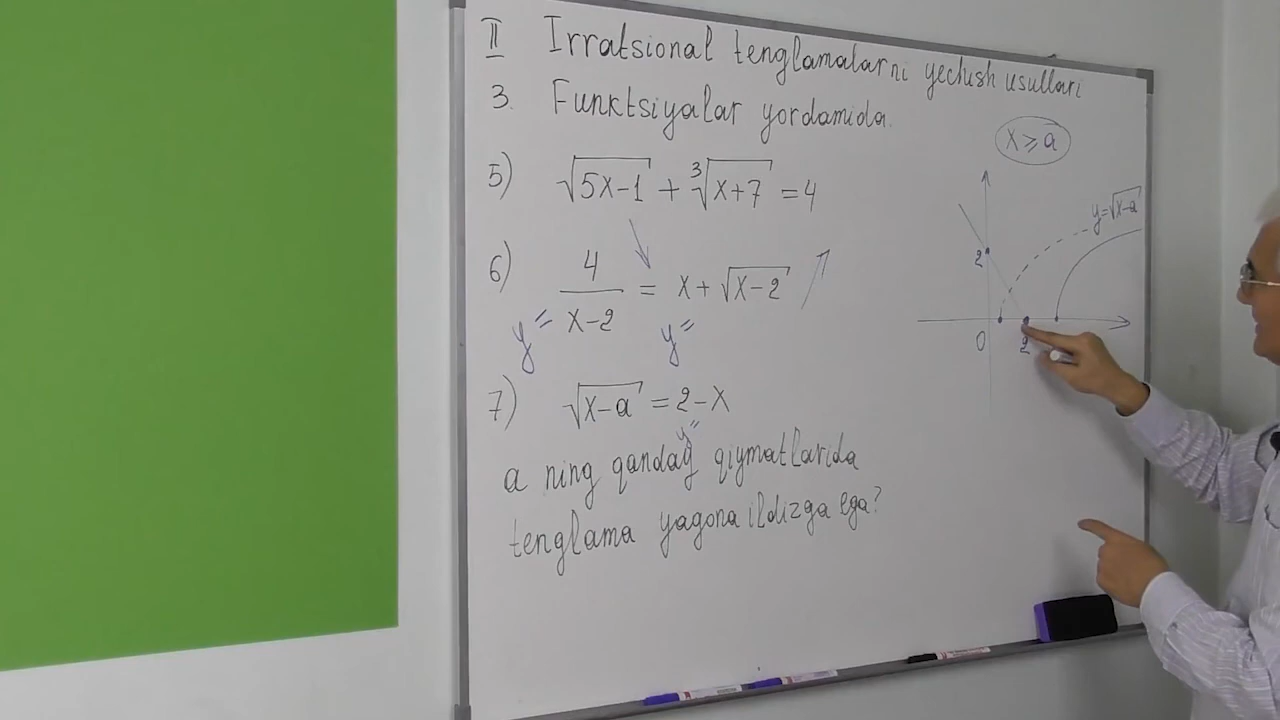 II Irratsional tenglamalarni yechish usullari
3. Funktsiyalar yordamida.
x ⩾ a
5) √(5x-1) + ∛(x+7) = 4
y=√(x-a)
2
6) 4/(x-2) = x + √(x-2)
y= y=
0 2
7) √(x-a) = 2-x
y=
a ning qanday qiymatlarida
tenglama yagona ildizga ega?